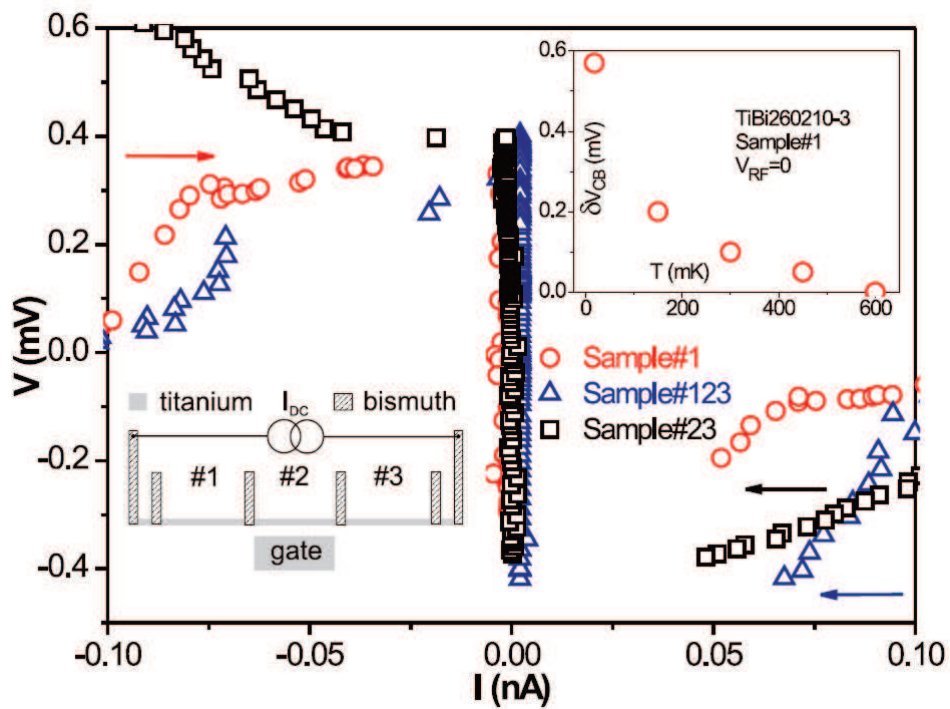 0.6
0.4
0.2
0.0
-0.2
-0.4
V (mV)
-0.10
-0.05
0.00
0.05
0.10
I (nA)
0.6
0.4
0.2
0.0
δV_CB (mV)
TiBi260210-3
Sample#1
V_RF=0
T (mK)
0
200
400
600
Sample#1
Sample#123
Sample#23
titanium
I_DC
bismuth
#1
#2
#3
gate